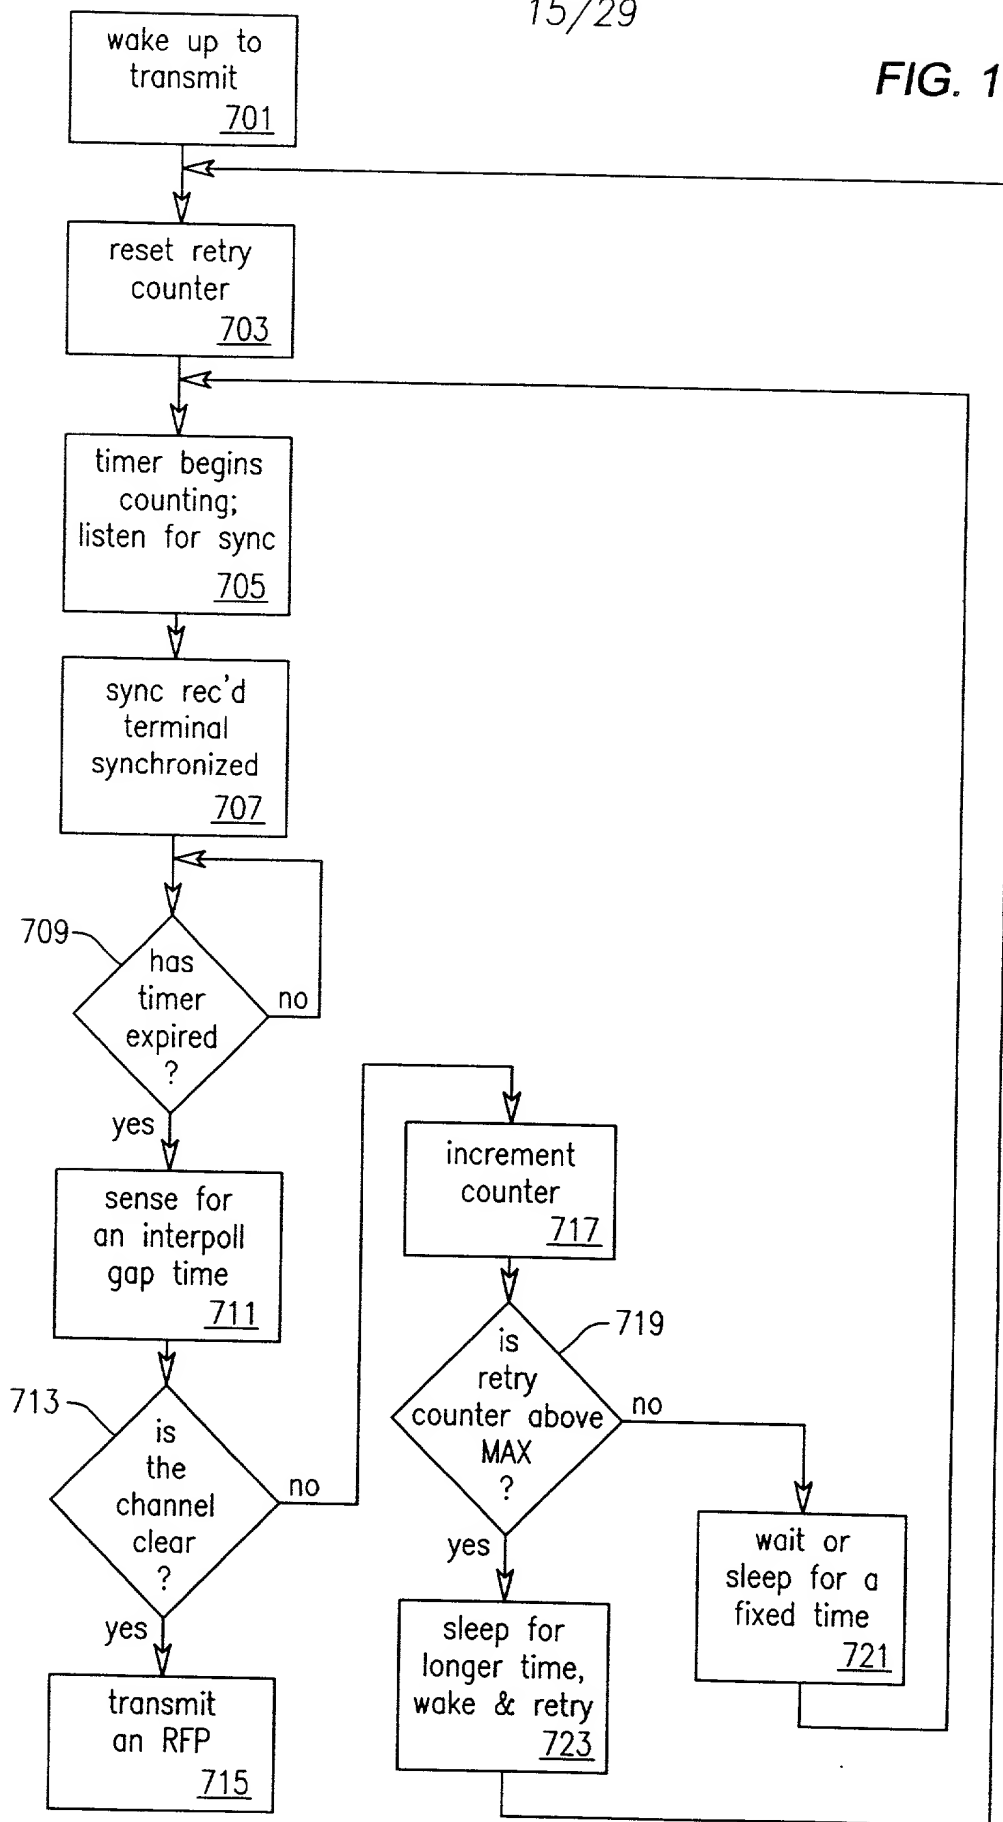 15/29
FIG. 1
wake up to
transmit
701
reset retry
counter
703
timer begins
counting;
listen for sync
705
sync rec'd
terminal
synchronized
707
709
has
timer
expired
?
no
yes
sense for
an interpoll
gap time
711
713
is
the
channel
clear
?
no
yes
transmit
an RFP
715
increment
counter
717
719
is
retry
counter above
MAX
?
no
yes
wait or
sleep for a
fixed time
721
sleep for
longer time,
wake & retry
723